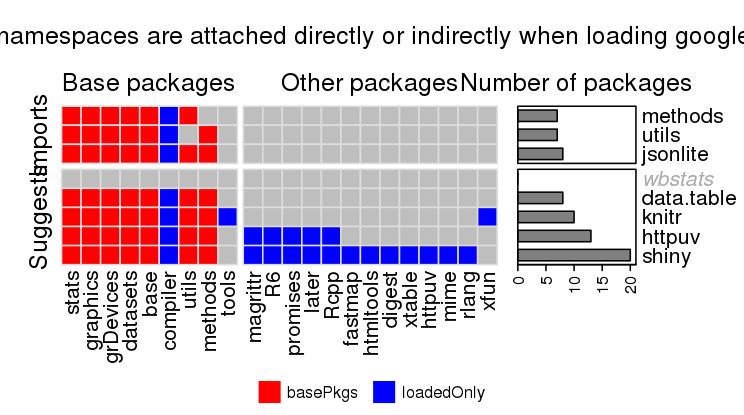 namespaces are attached directly or indirectly when loading google
Base packages
Other packages
Number of packages
Imports
Suggests
methods
utils
jsonlite
wbstats
data.table
knitr
httpuv
shiny
stats
graphics
grDevices
datasets
base
compiler
utils
methods
tools
magrittr
R6
promises
later
Rcpp
fastmap
htmltools
digest
xtable
httpuv
mime
rlang
xfun
0
5
10
15
20
basePkgs
loadedOnly